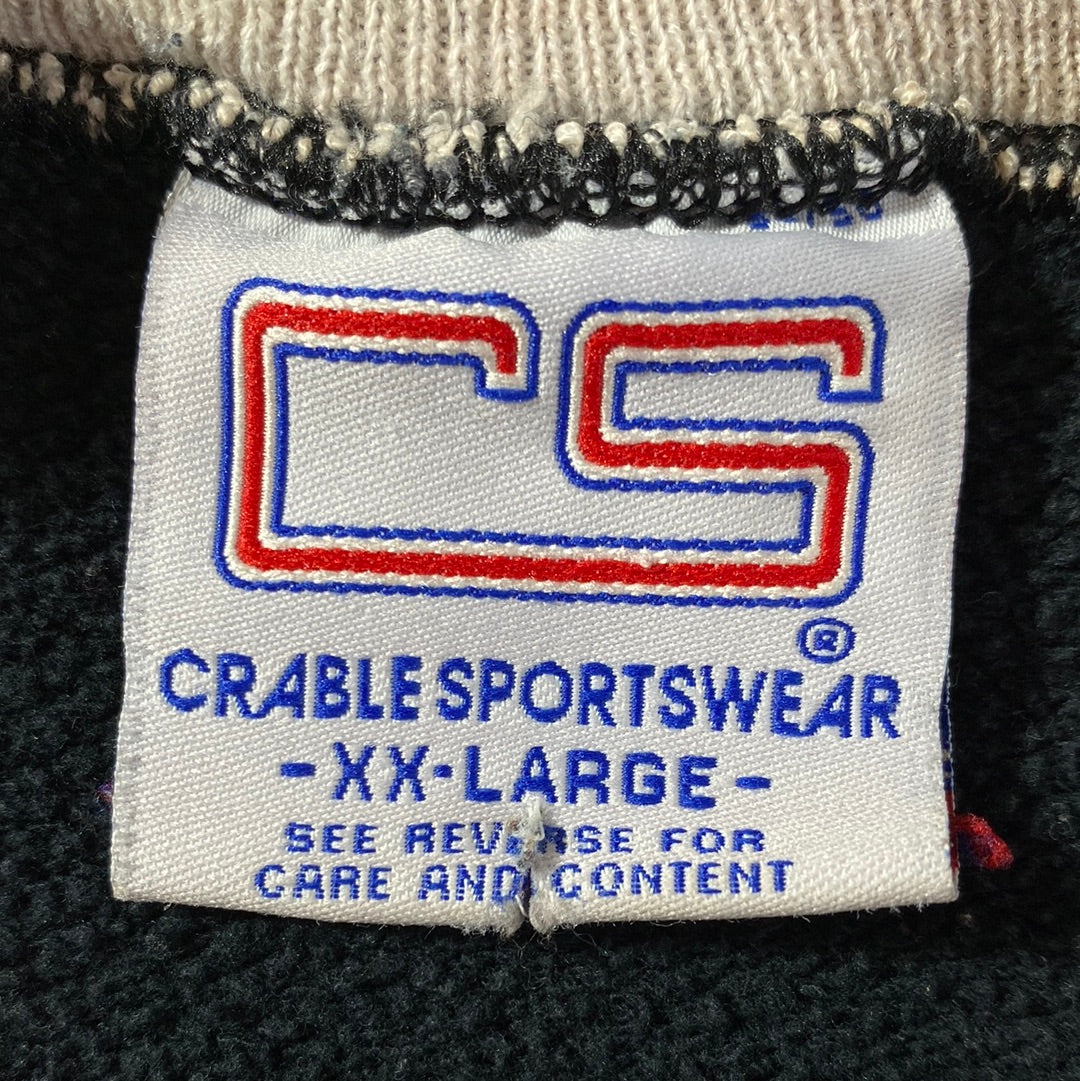 CS
®
CRABLE SPORTSWEAR
- XX-LARGE -
SEE REVERSE FOR
CARE AND CONTENT